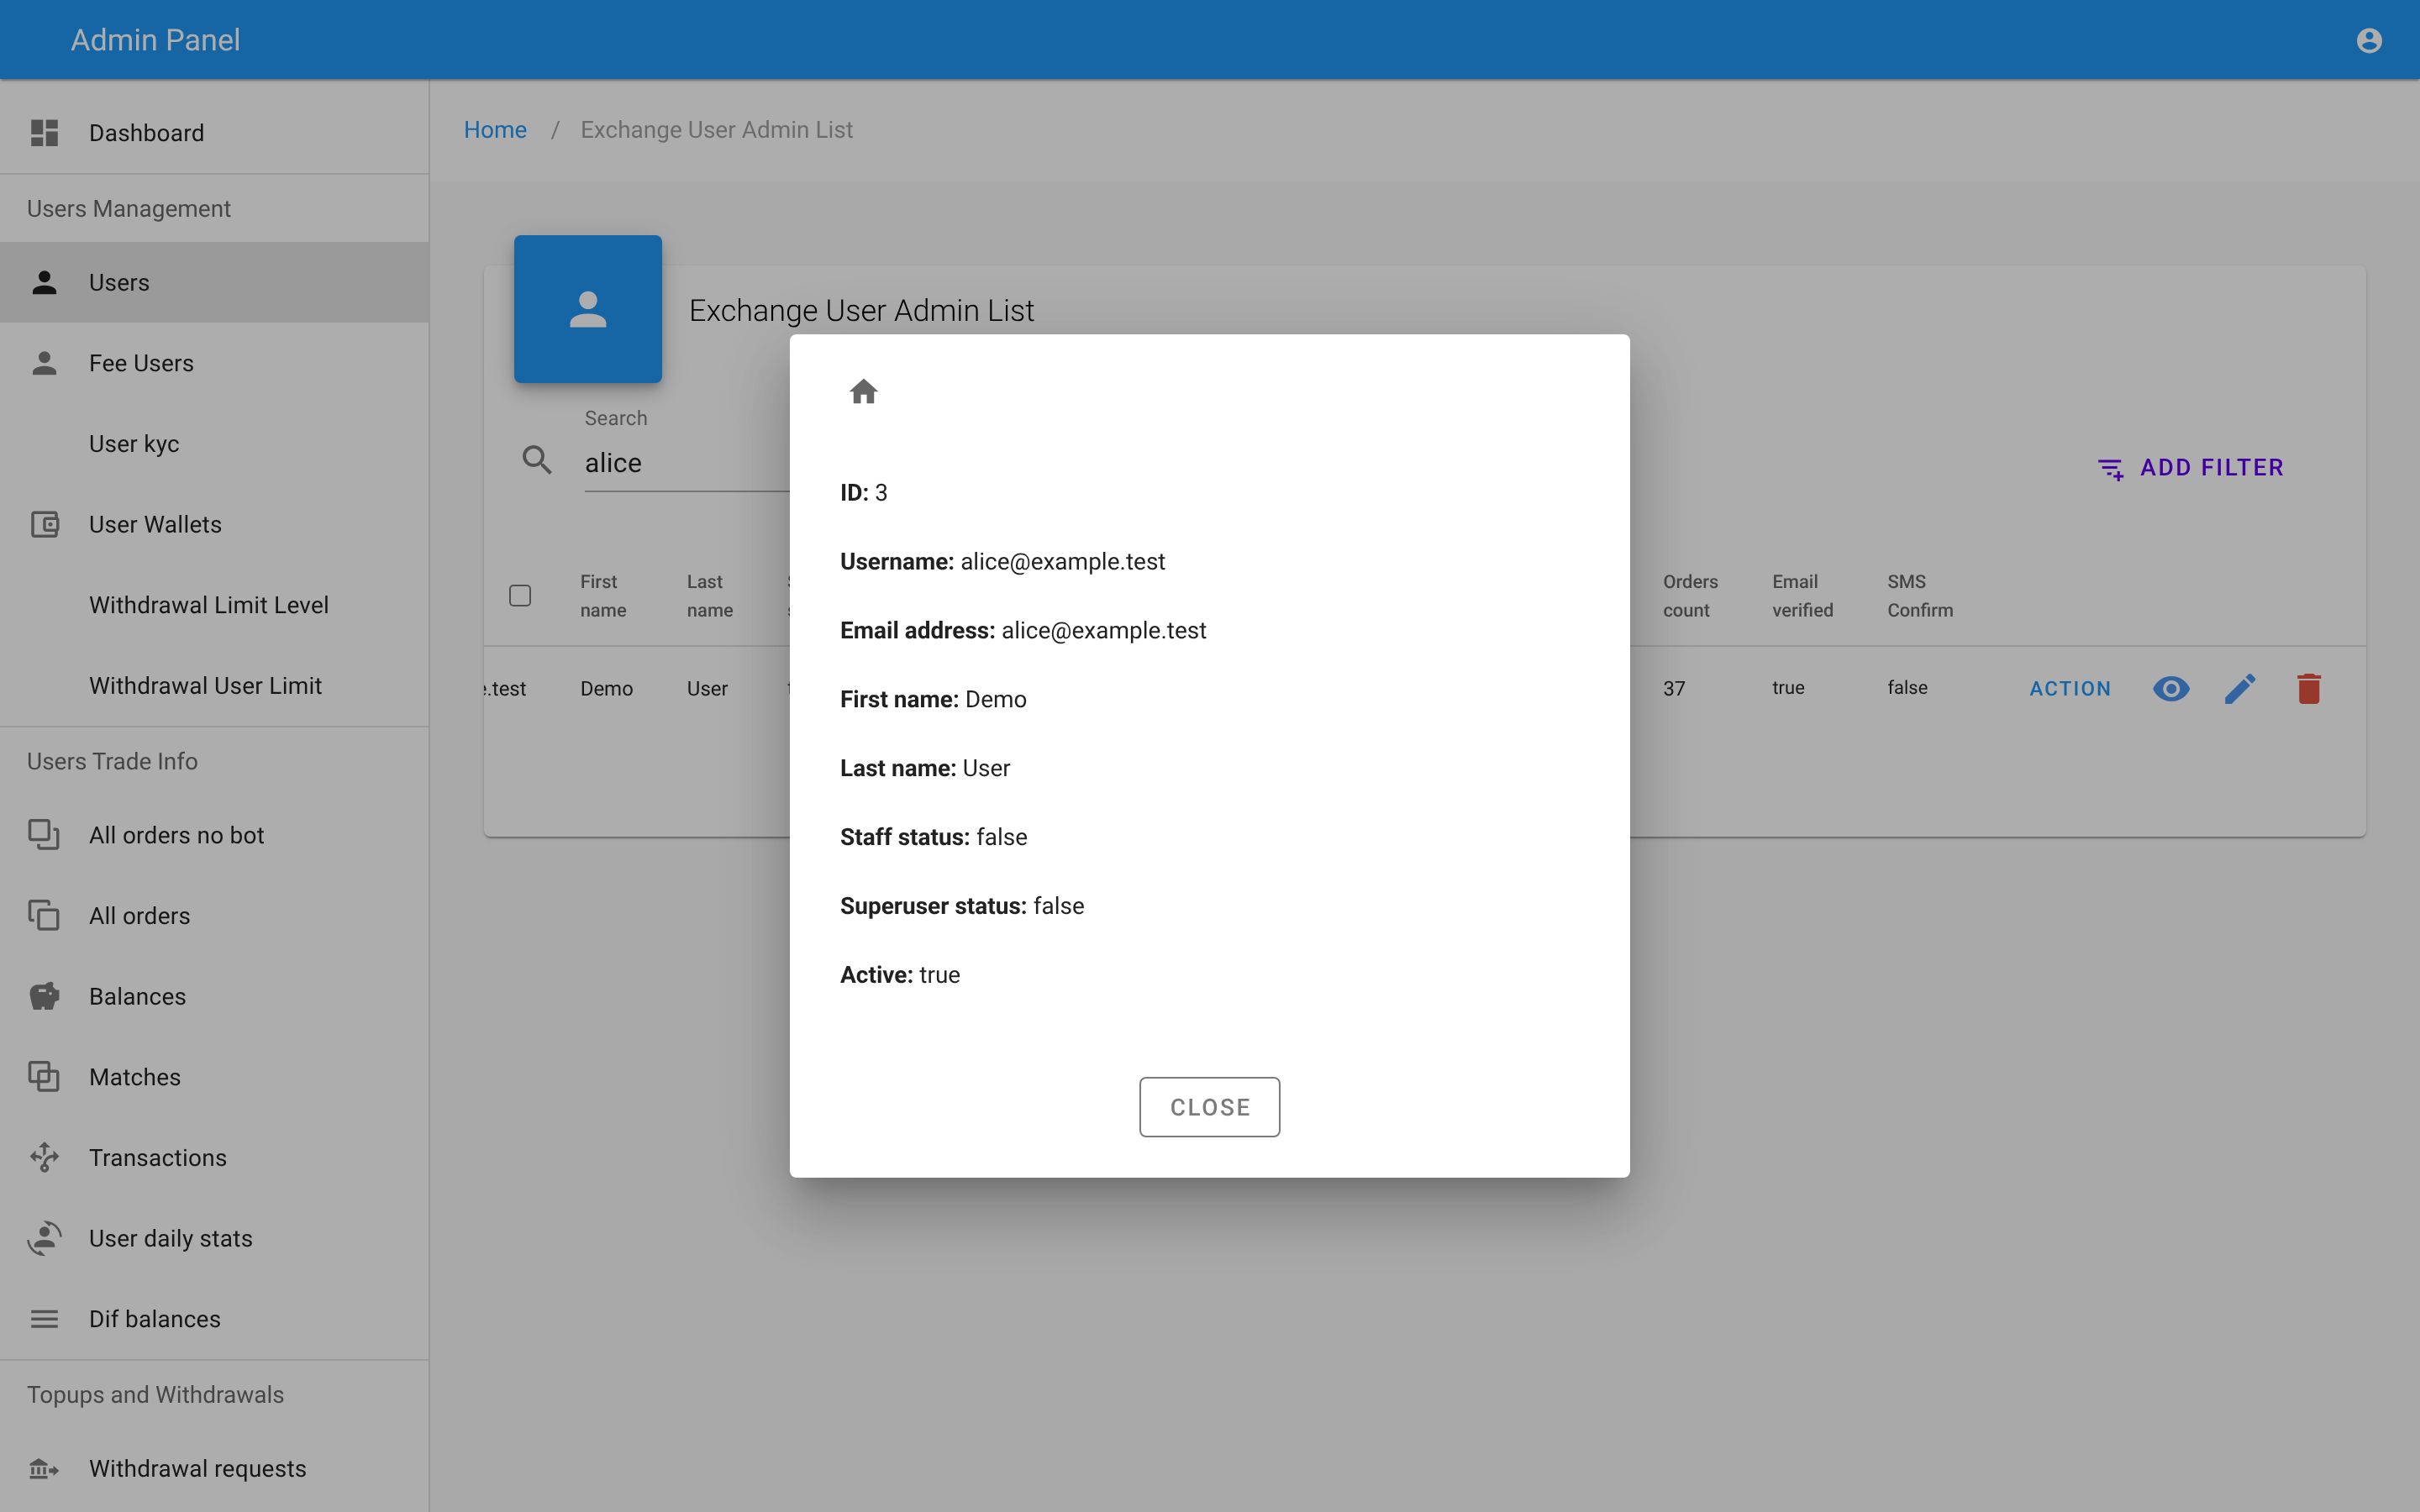 Admin Panel
Dashboard
Users Management
Users
Fee Users
User kyc
User Wallets
Withdrawal Limit Level
Withdrawal User Limit
Users Trade Info
All orders no bot
All orders
Balances
Matches
Transactions
User daily stats
Dif balances
Topups and Withdrawals
Withdrawal requests
Home / Exchange User Admin List
Exchange User Admin List
Search
alice
ADD FILTER
First name
Last name
Orders count
Email verified
SMS Confirm
.test Demo User 37 true false ACTION
ID: 3
Username: alice@example.test
Email address: alice@example.test
First name: Demo
Last name: User
Staff status: false
Superuser status: false
Active: true
CLOSE